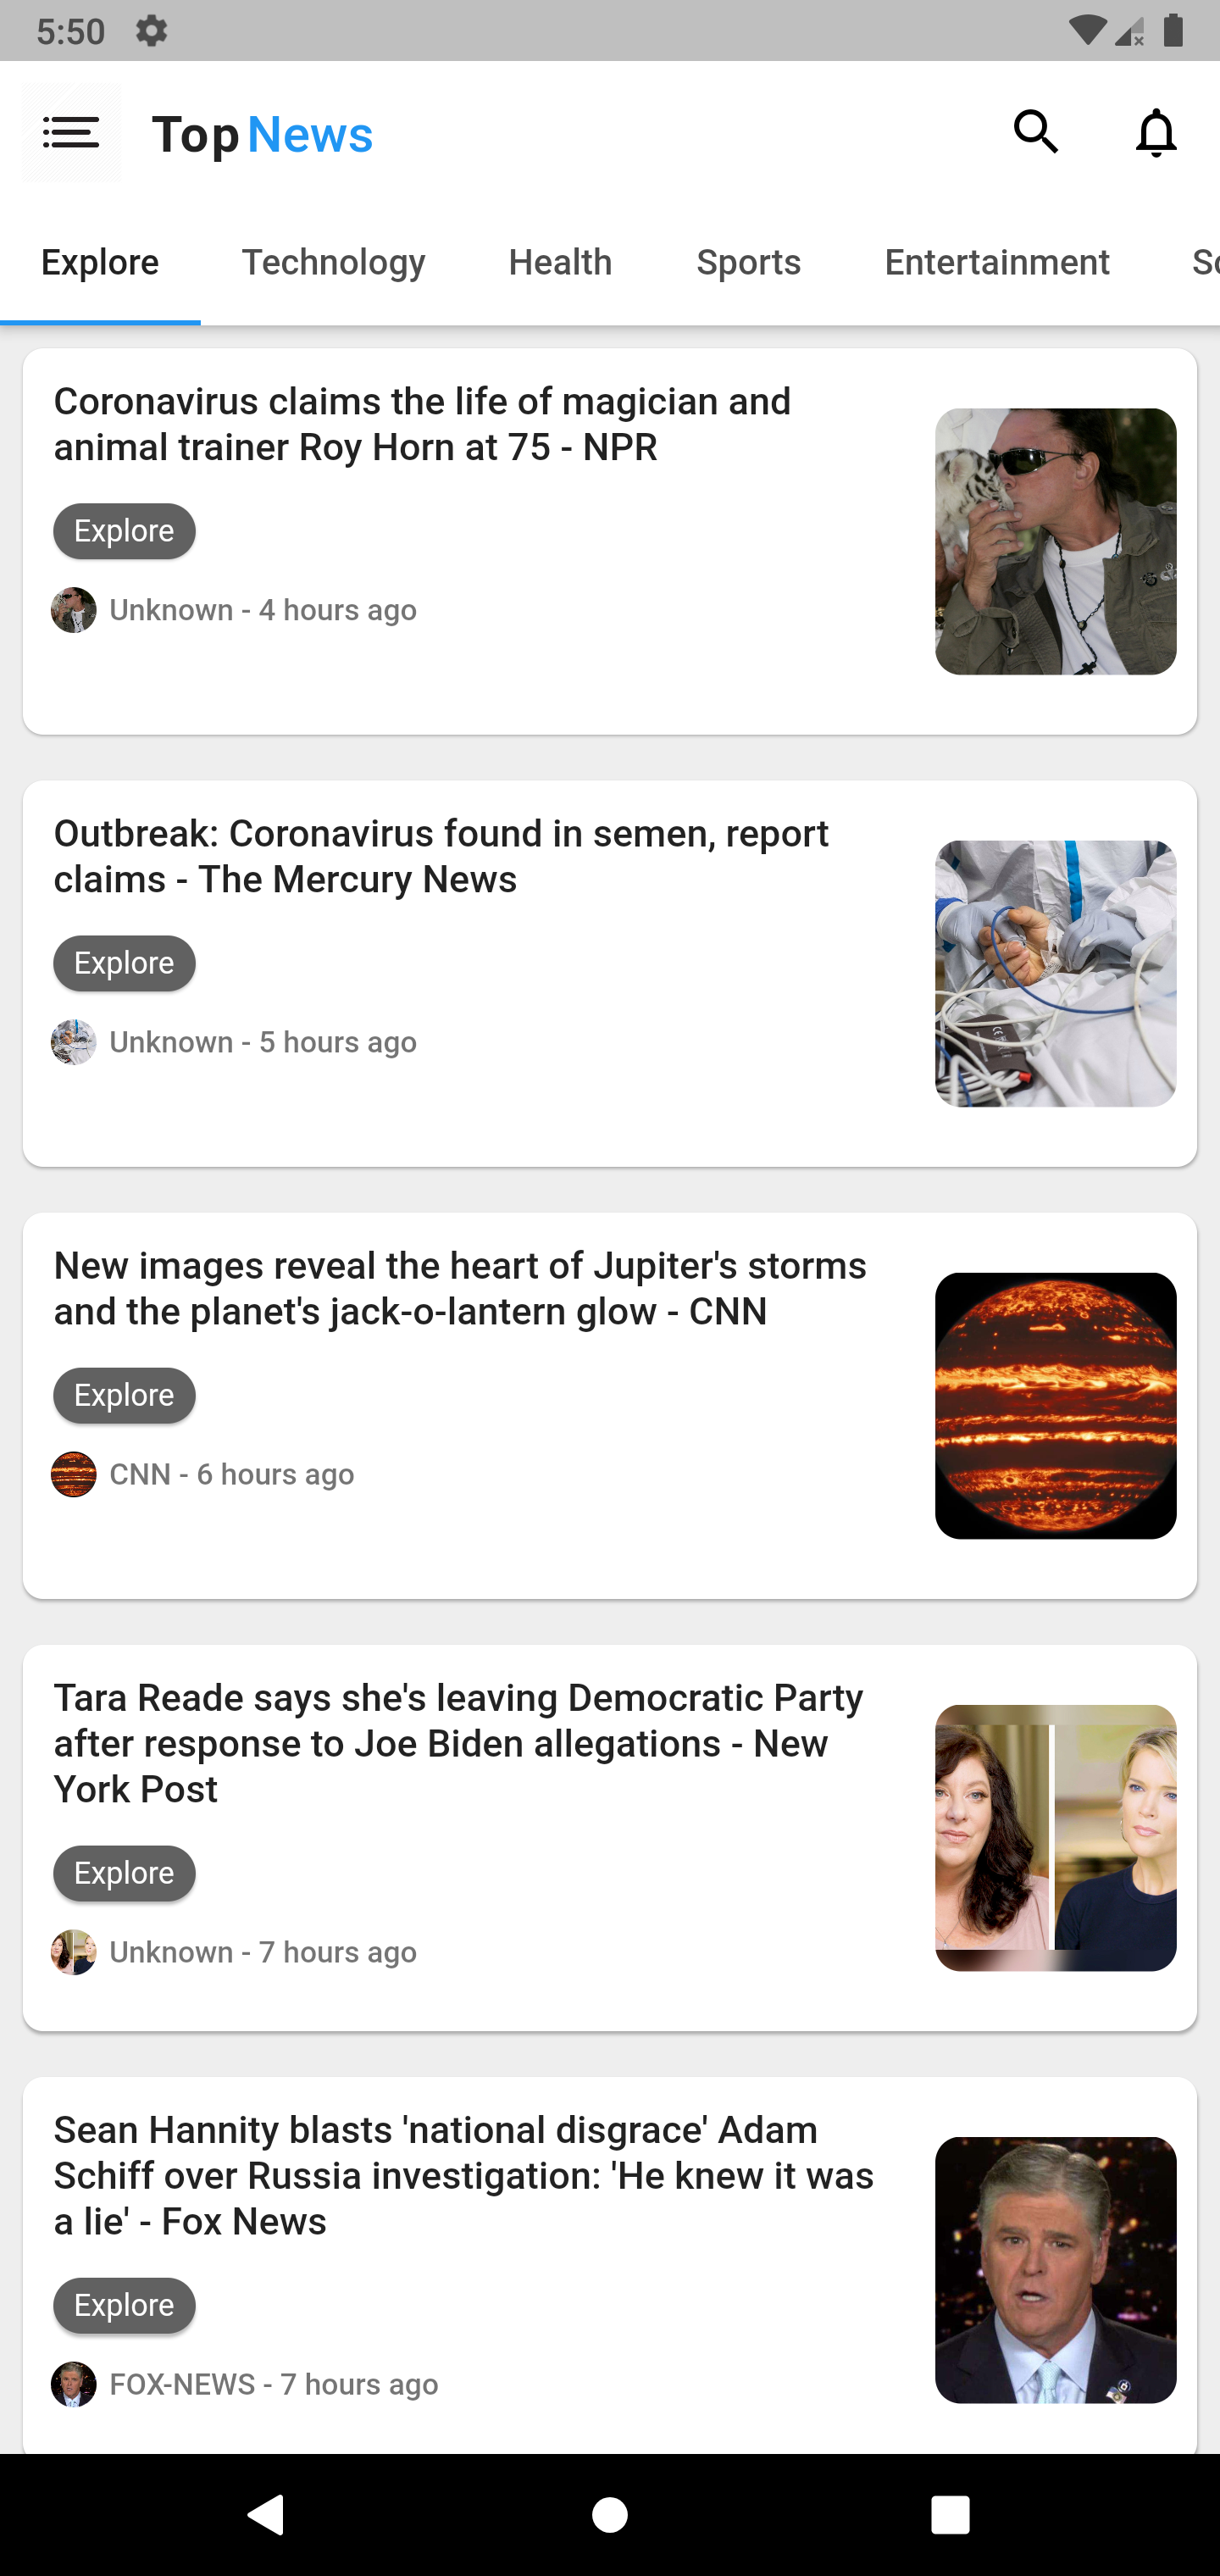 5:50
Top News
Explore Technology Health Sports Entertainment
Coronavirus claims the life of magician and
animal trainer Roy Horn at 75 - NPR
Explore
Unknown - 4 hours ago
Outbreak: Coronavirus found in semen, report
claims - The Mercury News
Explore
Unknown - 5 hours ago
New images reveal the heart of Jupiter's storms
and the planet's jack-o-lantern glow - CNN
Explore
CNN - 6 hours ago
Tara Reade says she's leaving Democratic Party
after response to Joe Biden allegations - New
York Post
Explore
Unknown - 7 hours ago
Sean Hannity blasts 'national disgrace' Adam
Schiff over Russia investigation: 'He knew it was
a lie' - Fox News
Explore
FOX-NEWS - 7 hours ago